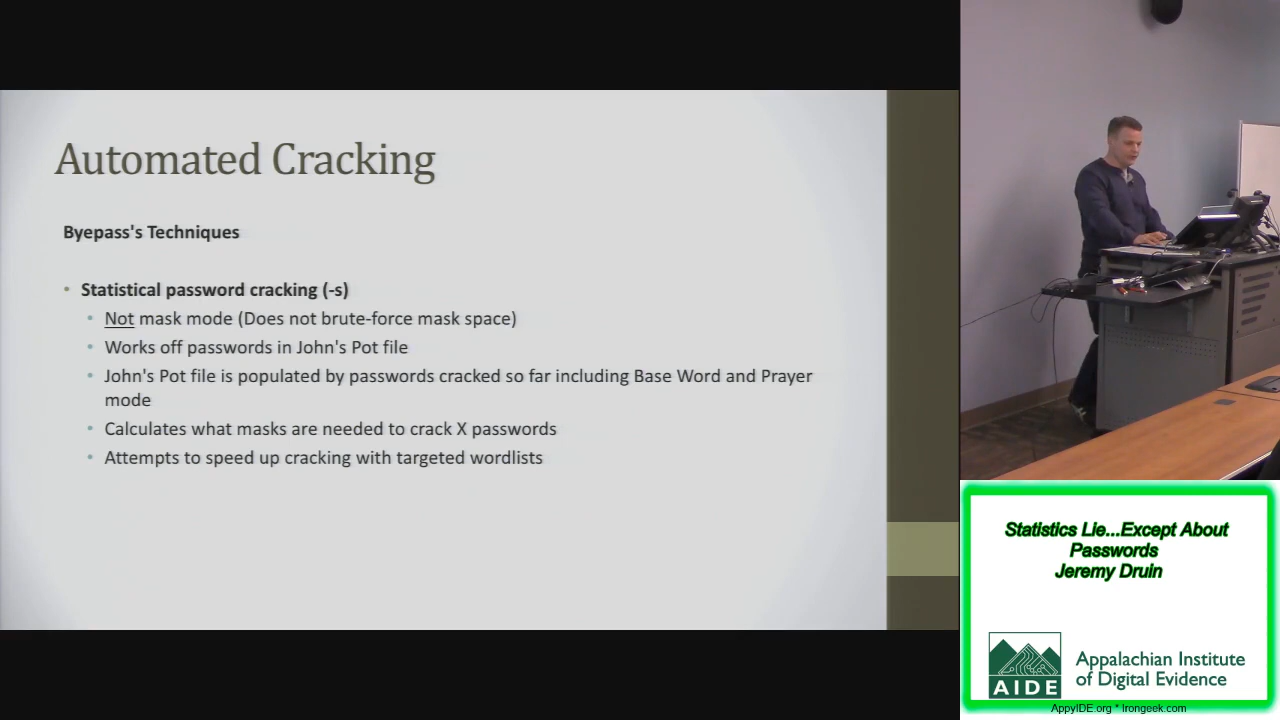 Automated Cracking
Byepass's Techniques
Statistical password cracking (-s)
Not mask mode (Does not brute-force mask space)
Works off passwords in John's Pot file
John's Pot file is populated by passwords cracked so far including Base Word and Prayer
mode
Calculates what masks are needed to crack X passwords
Attempts to speed up cracking with targeted wordlists
Statistics Lie...Except About
Passwords
Jeremy Druin
AIDE
Appalachian Institute
of Digital Evidence
AppyIDE.org * Irongeek.com